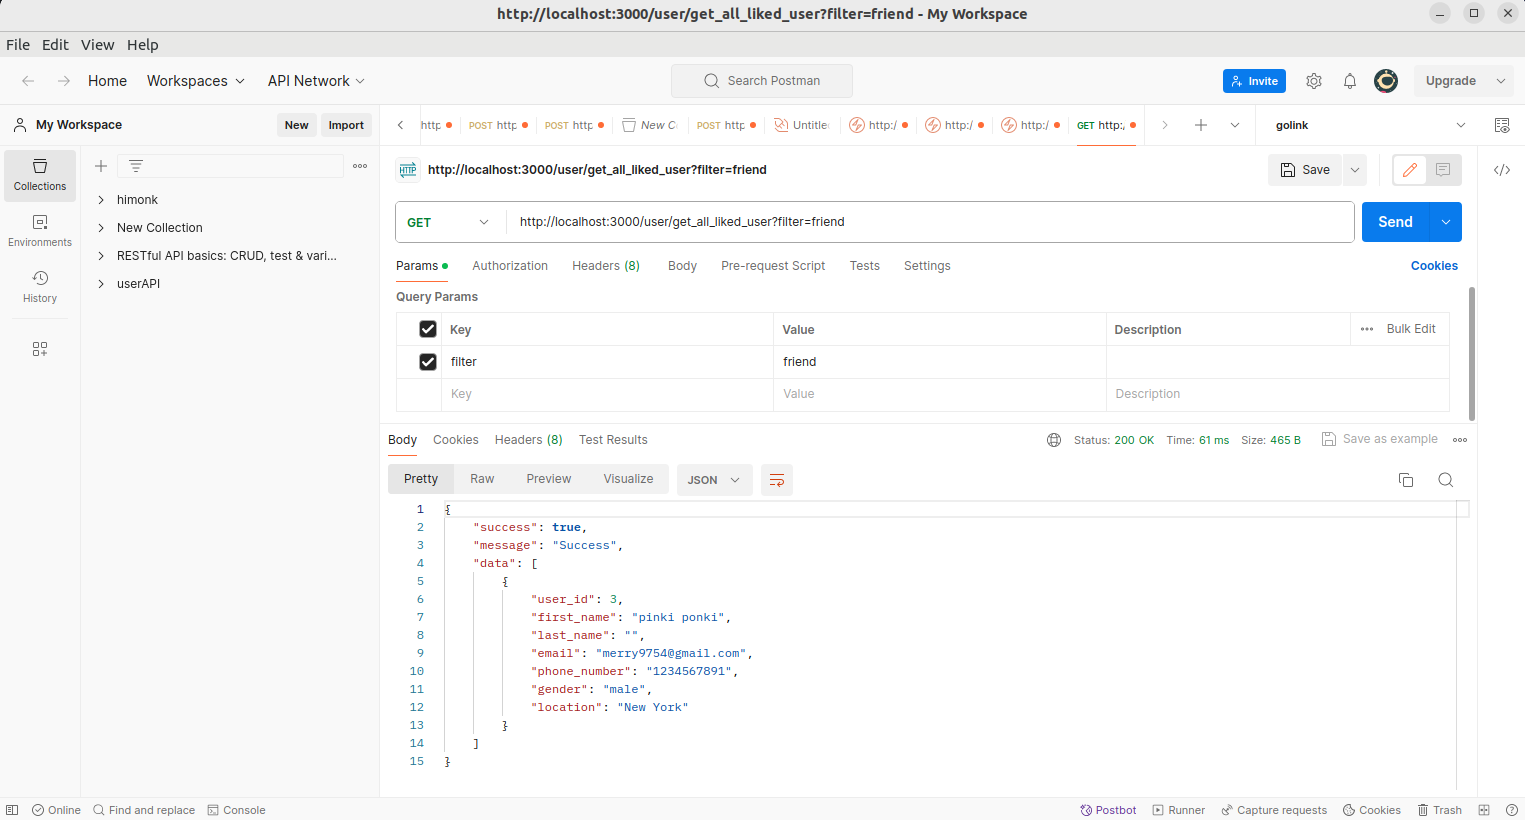 http://localhost:3000/user/get_all_liked_user?filter=friend - My Workspace
File Edit View Help
Home Workspaces API Network Search Postman Invite Upgrade
My Workspace New Import
http POST http POST http New C POST http Untitle http:/ http:/ http:/ GET http:, golink
Collections
Environments
History
himonk
New Collection
RESTful API basics: CRUD, test & vari...
userAPI
HTTP http://localhost:3000/user/get_all_liked_user?filter=friend Save
GET http://localhost:3000/user/get_all_liked_user?filter=friend Send
Params Authorization Headers (8) Body Pre-request Script Tests Settings Cookies
Query Params
Key Value Description Bulk Edit
filter friend
Key Value Description
Body Cookies Headers (8) Test Results Status: 200 OK Time: 61 ms Size: 465 B Save as example
Pretty Raw Preview Visualize JSON
1 {
2 "success": true,
3 "message": "Success",
4 "data": [
5 {
6 "user_id": 3,
7 "first_name": "pinki ponki",
8 "last_name": "",
9 "email": "merry9754@gmail.com",
10 "phone_number": "1234567891",
11 "gender": "male",
12 "location": "New York"
13 }
14 ]
15 }
Online Find and replace Console Postbot Runner Capture requests Cookies Trash